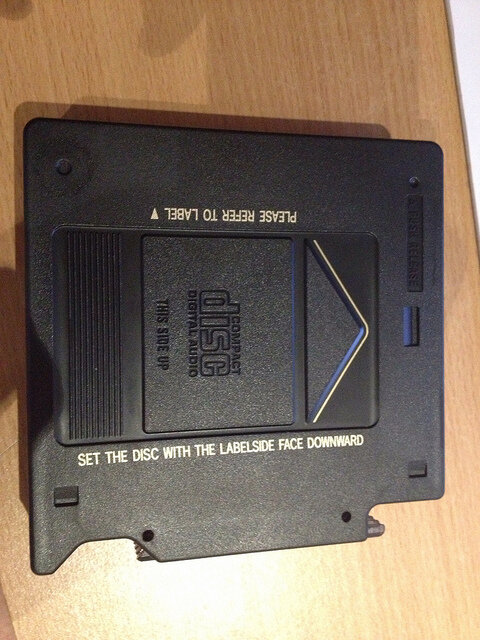 PLEASE REFER TO LABEL ▼
COMPACT
disc
DIGITAL AUDIO
THIS SIDE UP
SET THE DISC WITH THE LABELSIDE FACE DOWNWARD